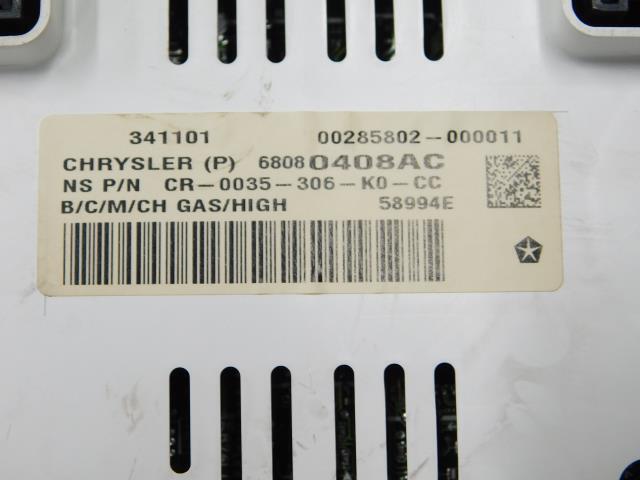 341101 00285802-000011
CHRYSLER (P) 68080408AC
NS P/N CR-0035-306-K0-CC
B/C/M/CH GAS/HIGH 58994E